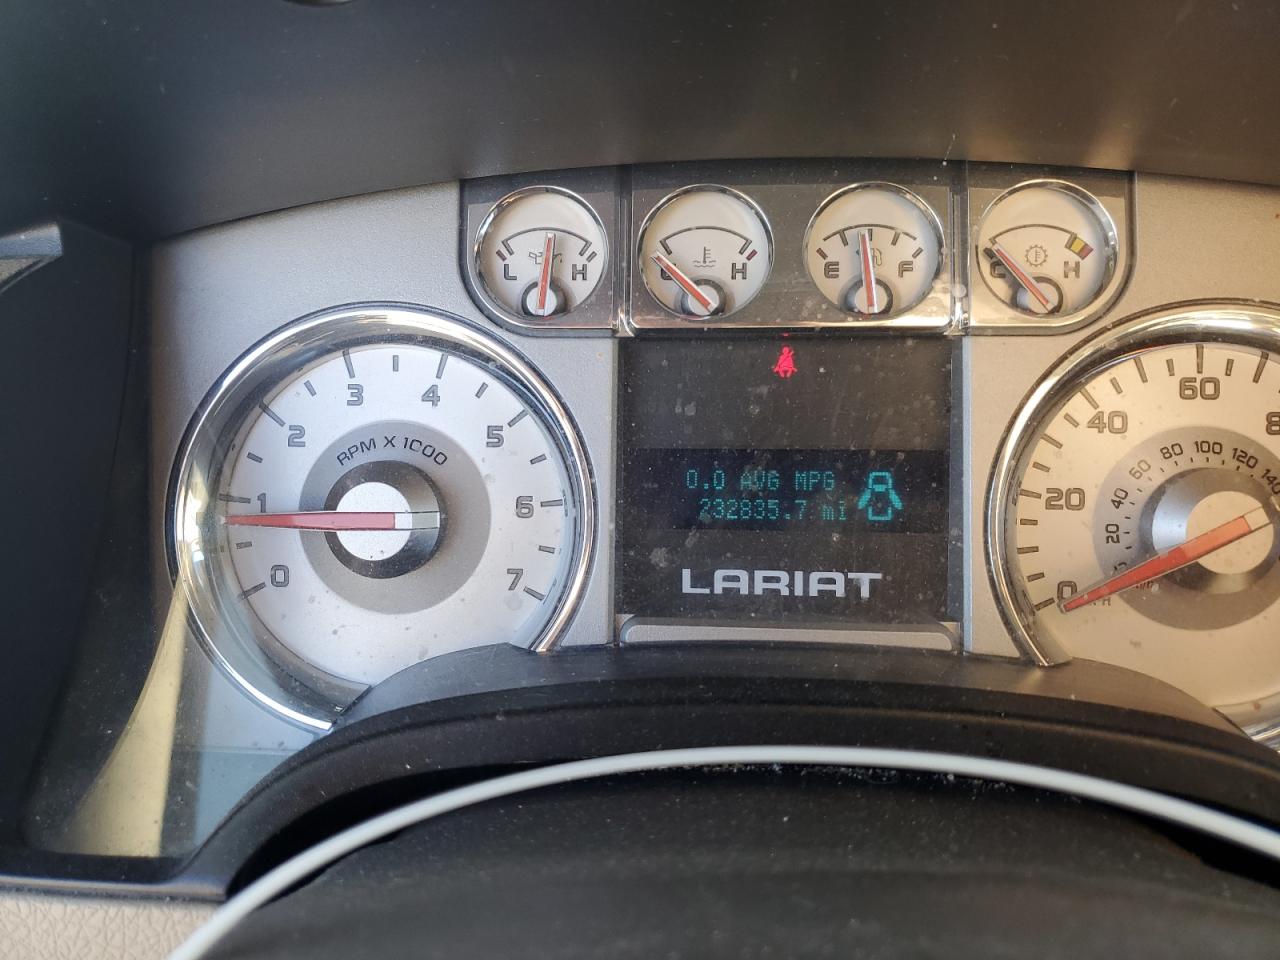 L H
C H
E F
C H
0 1 2 3 4 5 6 7
RPM X 1000
0.0 AVG MPG
232835.7 mi
LARIAT
0 20 40 60
20 40 60 80 100 120 140